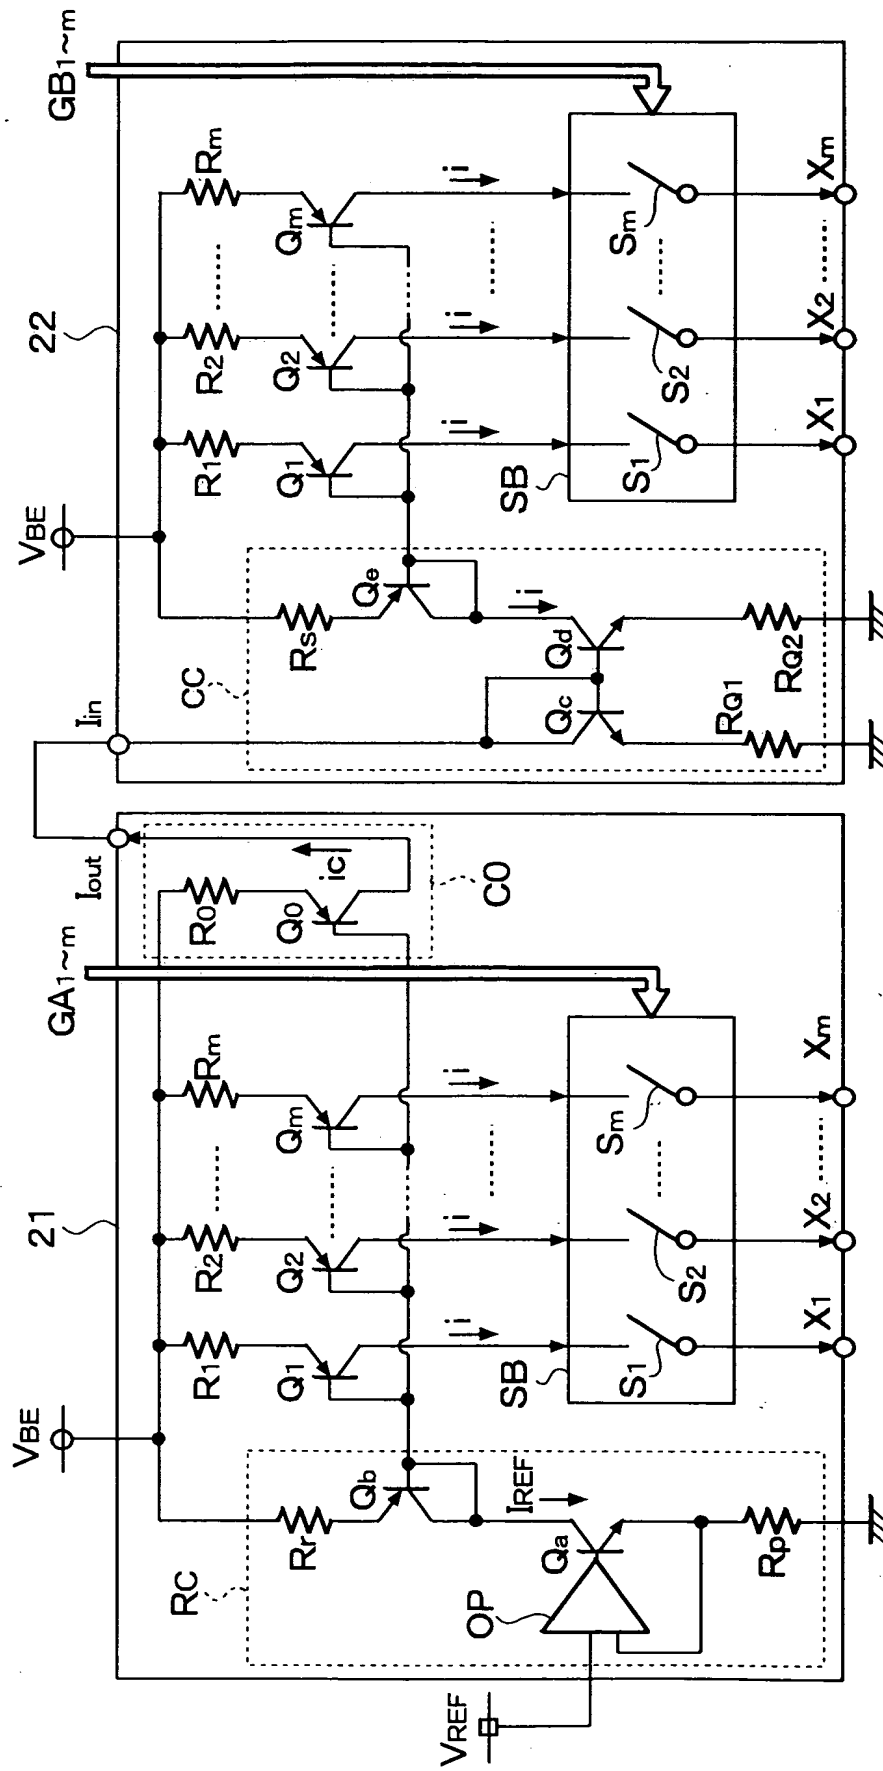 21
22
VBE
VBE
GA1~m
Iout
Iin
GB1~m
Rr
R1
R2
Rm
R0
Rs
R1
R2
Rm
Qb
Q1
Q2
Qm
Q0
Qe
Q1
Q2
Qm
RC
IREF
i
i
i
ic
C0
CC
i
i
i
i
VREF
OP
Qa
SB
S1
S2
Sm
Qc
Qd
SB
S1
S2
Sm
Rp
RQ1
RQ2
X1
X2
Xm
X1
X2
Xm